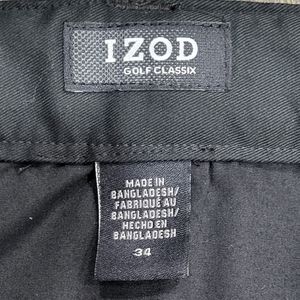 IZOD
GOLF CLASSIX
MADE IN
BANGLADESH/
FABRIQUÉ AU
BANGLADESH/
HECHO EN
BANGLADESH
34